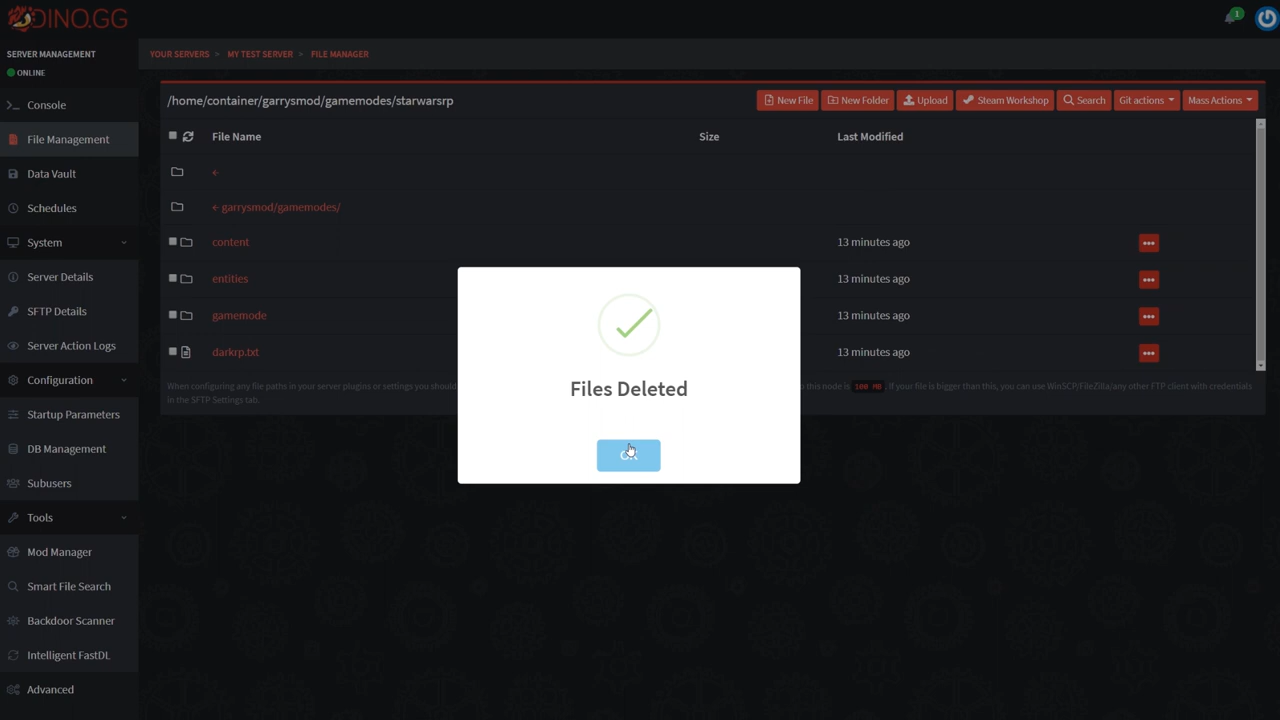 DINO.GG
1
SERVER MANAGEMENT
ONLINE
YOUR SERVERS > MY TEST SERVER > FILE MANAGER
Console
File Management
Data Vault
Schedules
System
Server Details
SFTP Details
Server Action Logs
Configuration
Startup Parameters
DB Management
Subusers
Tools
Mod Manager
Smart File Search
Backdoor Scanner
Intelligent FastDL
Advanced
/home/container/garrysmod/gamemodes/starwarsrp
New File
New Folder
Upload
Steam Workshop
Search
Git actions
Mass Actions
File Name Size Last Modified
←
← garrysmod/gamemodes/
content 13 minutes ago
entities 13 minutes ago
gamemode 13 minutes ago
darkrp.txt 13 minutes ago
When configuring any file paths in your server plugins or settings you should
this node is 100 MB. If your file is bigger than this, you can use WinSCP/FileZilla/any other FTP client with credentials
in the SFTP Settings tab.
Files Deleted